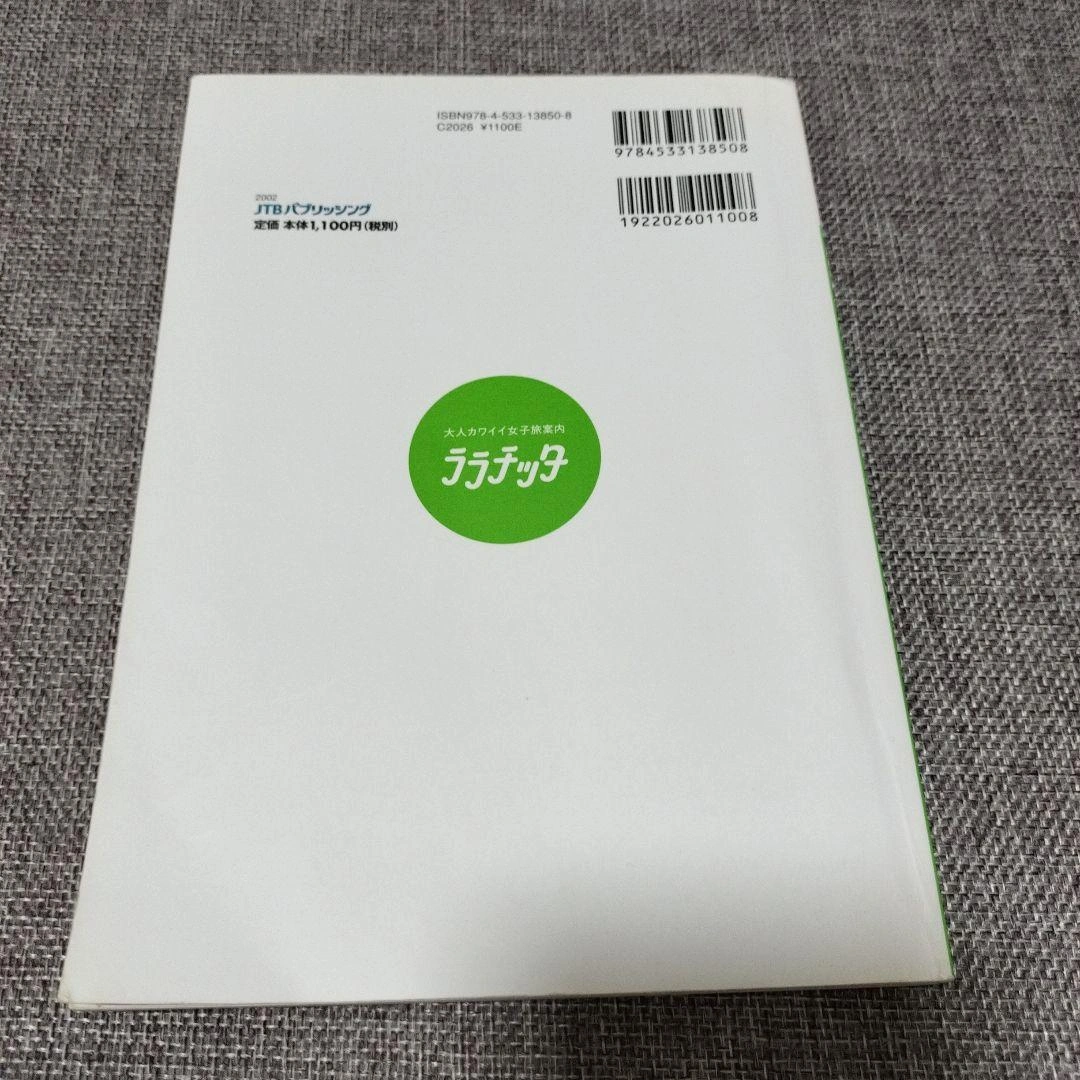 ISBN978-4-533-13850-8
C2026 ¥1100E
9784533138508
2002
JTBパブリッシング
定価 本体1,100円(税別)
1922026011008
大人カワイイ女子旅案内
ララチッタ